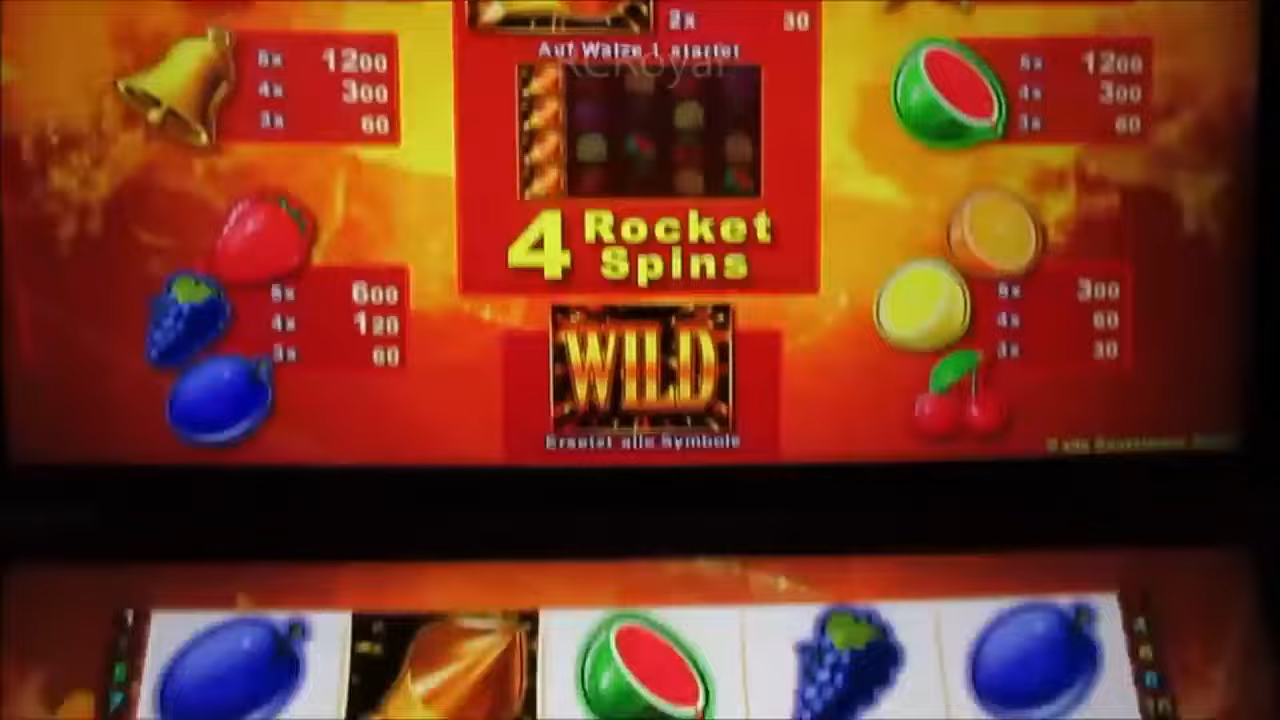 2x 30
Auf Walze 1 startet
RCRoyal
5x 1200
4x 300
3x 60
5x 1200
4x 300
3x 60
4 Rocket
Spins
5x 600
4x 120
3x 60
5x 300
4x 60
3x 30
WILD
Ersetzt alle Symbole